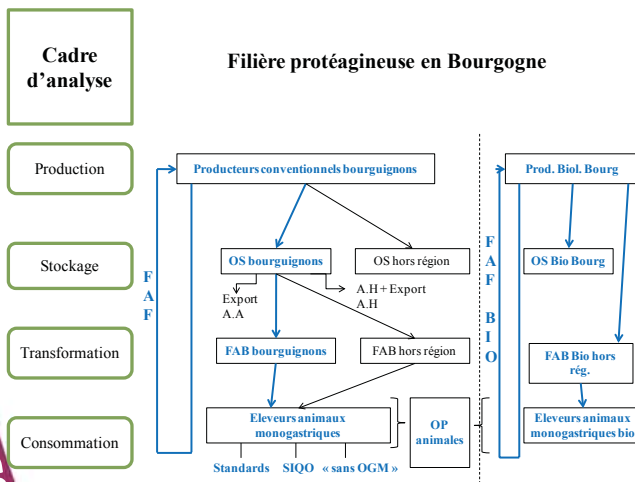 Cadre
d'analyse
Filière protéagineuse en Bourgogne
Production
Producteurs conventionnels bourguignons
Prod. Biol. Bourg
Stockage
OS bourguignons
OS hors région
OS Bio Bourg
Export
A.A
A.H + Export
A.H
F
A
F
F
A
F
B
I
O
Transformation
FAB bourguignons
FAB hors région
FAB Bio hors
rég.
Consommation
Eleveurs animaux
monogastriques
OP
animales
Eleveurs animaux
monogastriques bio
Standards
SIQO
« sans OGM »